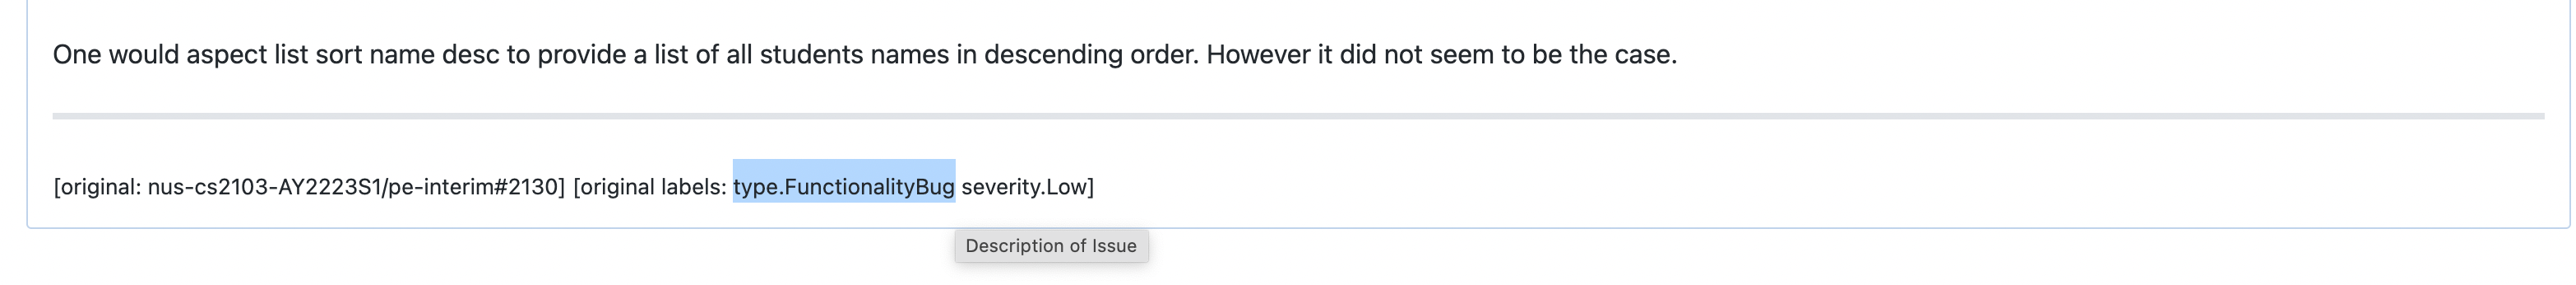 One would aspect list sort name desc to provide a list of all students names in descending order. However it did not seem to be the case.
[original: nus-cs2103-AY2223S1/pe-interim#2130] [original labels: type.FunctionalityBug severity.Low]
Description of Issue